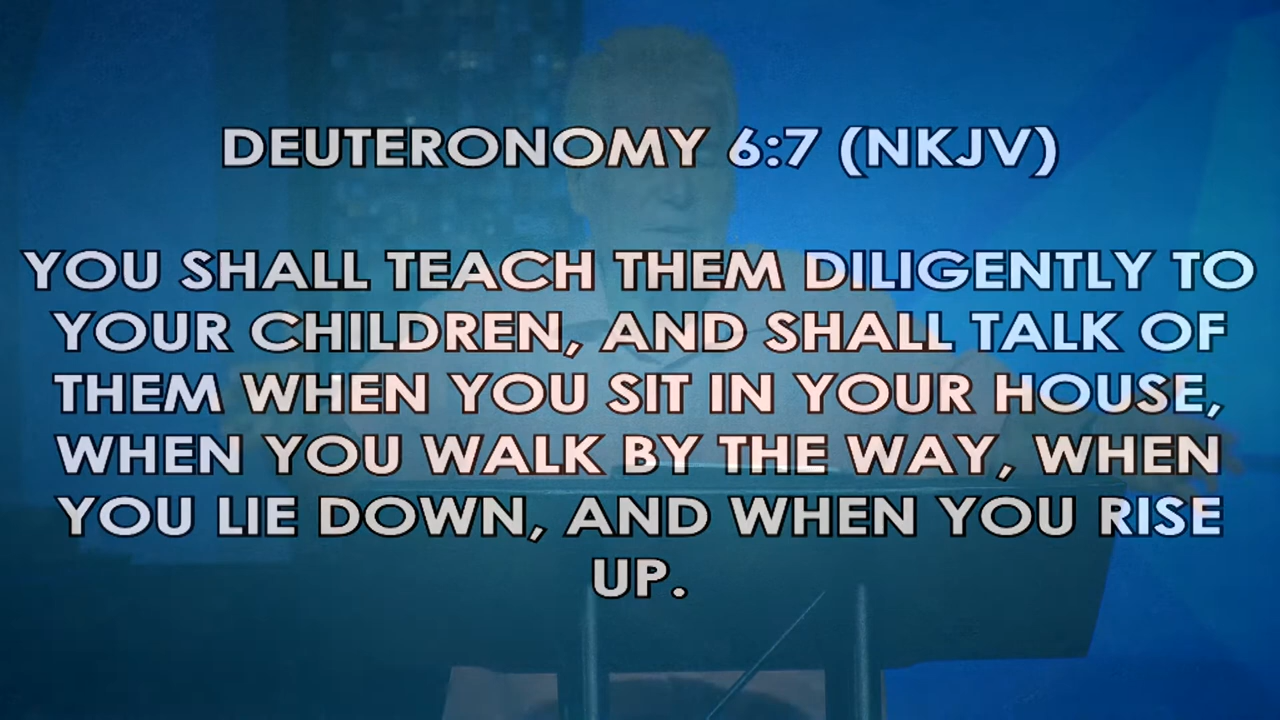 DEUTERONOMY 6:7 (NKJV)
YOU SHALL TEACH THEM DILIGENTLY TO
YOUR CHILDREN, AND SHALL TALK OF
THEM WHEN YOU SIT IN YOUR HOUSE,
WHEN YOU WALK BY THE WAY, WHEN
YOU LIE DOWN, AND WHEN YOU RISE
UP.